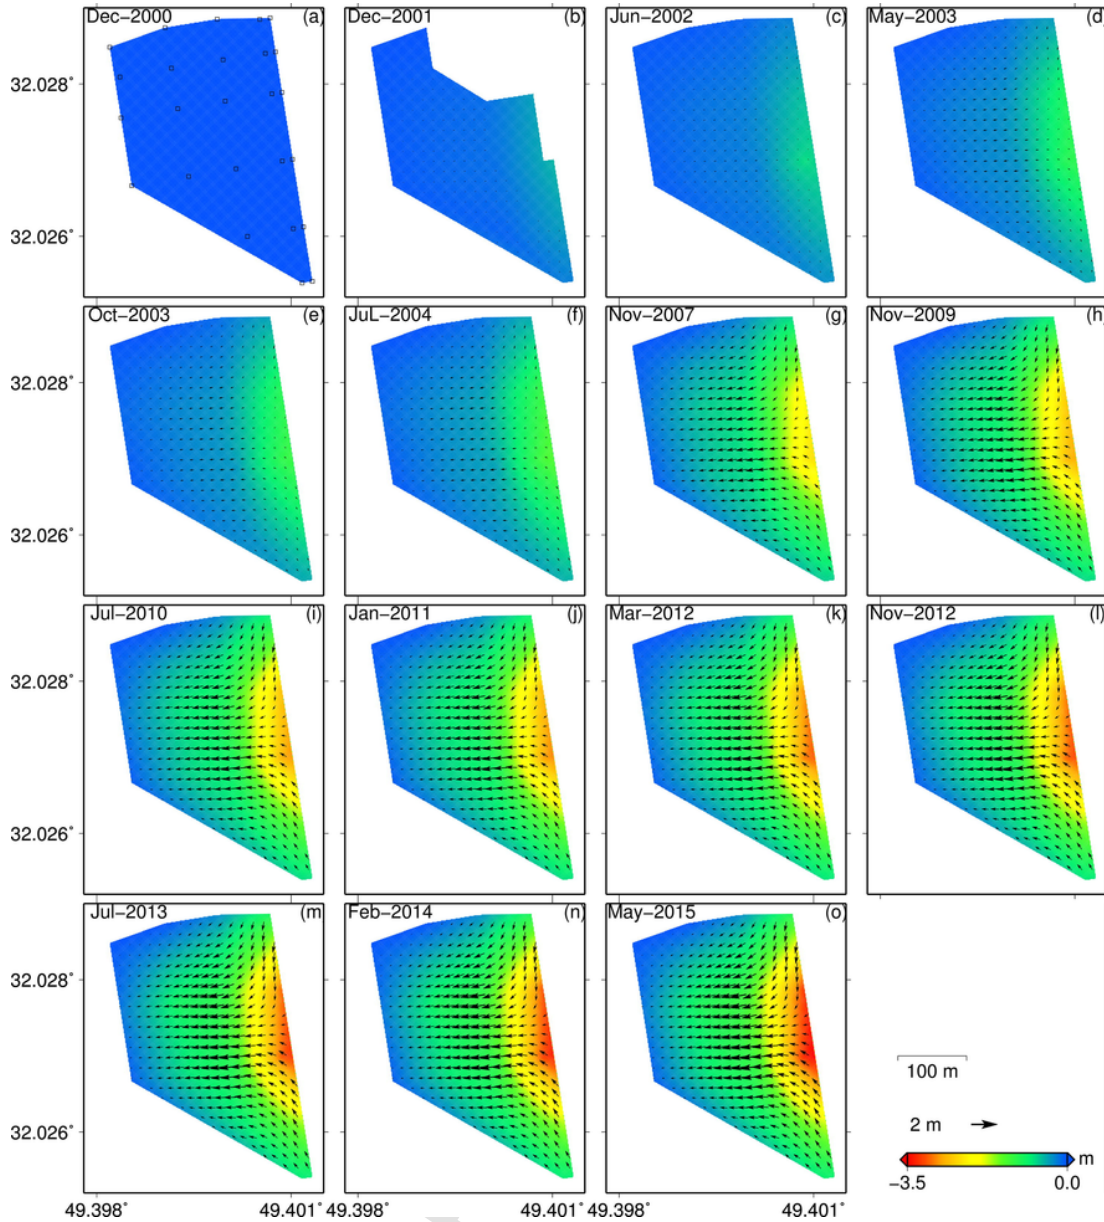 Dec−2000 (a)
Dec−2001 (b)
Jun−2002 (c)
May−2003 (d)
32.028˚
32.026˚
Oct−2003 (e)
JuL−2004 (f)
Nov−2007 (g)
Nov−2009 (h)
32.028˚
32.026˚
Jul−2010 (i)
Jan−2011 (j)
Mar−2012 (k)
Nov−2012 (l)
32.028˚
32.026˚
Jul−2013 (m)
Feb−2014 (n)
May−2015 (o)
32.028˚
32.026˚
100 m
2 m
m
−3.5 0.0
49.398˚ 49.401˚ 49.398˚ 49.401˚ 49.398˚ 49.401˚